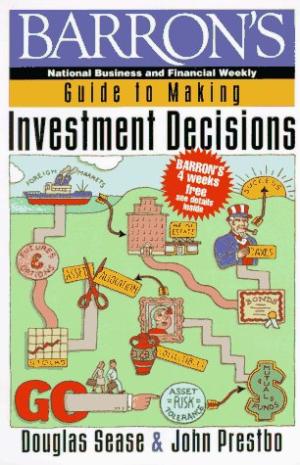 BARRON'S
National Business and Financial Weekly
Guide to Making
Investment Decisions
BARRON'S
4 weeks
free
see details
inside
FOREIGN MARKETS
SUCCESS
REAL
ESTATE
FUTURES
&
OPTIONS
ASSET
ALLOCATION
TAXES
BONDS
STOCKS
COLLECTIBLES
GO
ASSET
RISK
TOLERANCE
MUTUAL
FUNDS
$
Douglas Sease & John Prestbo